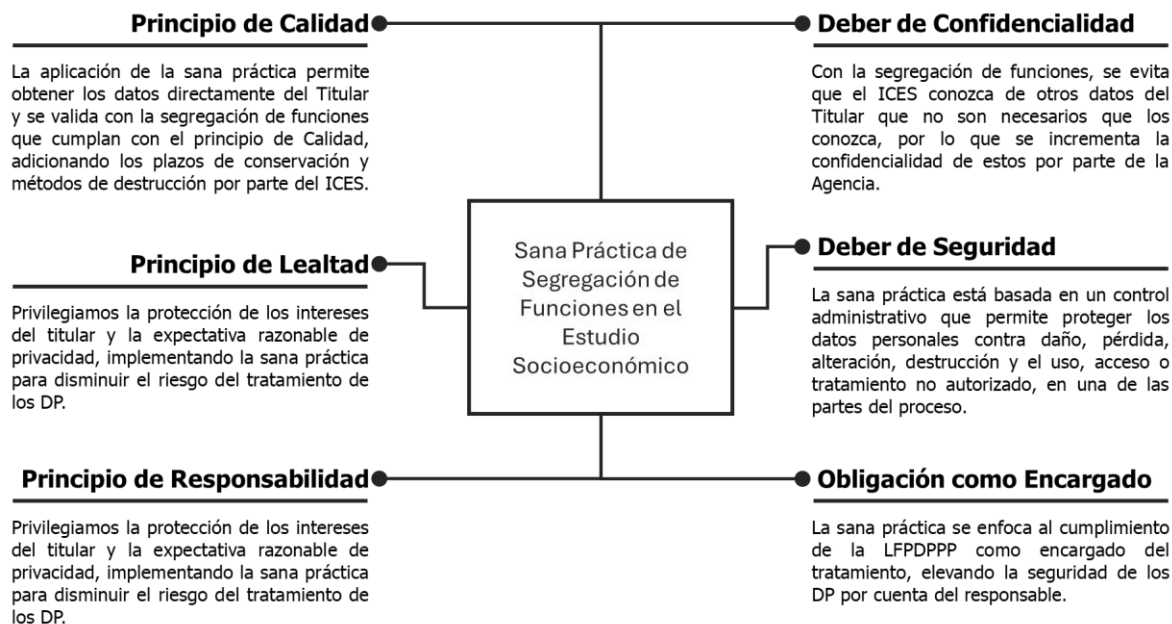 Principio de Calidad
La aplicación de la sana práctica permite
obtener los datos directamente del Titular
y se valida con la segregación de funciones
que cumplan con el principio de Calidad,
adicionando los plazos de conservación y
métodos de destrucción por parte del ICES.
Principio de Lealtad
Privilegiamos la protección de los intereses
del titular y la expectativa razonable de
privacidad, implementando la sana práctica
para disminuir el riesgo del tratamiento de
los DP.
Principio de Responsabilidad
Privilegiamos la protección de los intereses
del titular y la expectativa razonable de
privacidad, implementando la sana práctica
para disminuir el riesgo del tratamiento de
los DP.
Sana Práctica de
Segregación de
Funciones en el
Estudio
Socioeconómico
Deber de Confidencialidad
Con la segregación de funciones, se evita
que el ICES conozca de otros datos del
Titular que no son necesarios que los
conozca, por lo que se incrementa la
confidencialidad de estos por parte de la
Agencia.
Deber de Seguridad
La sana práctica está basada en un control
administrativo que permite proteger los
datos personales contra daño, pérdida,
alteración, destrucción y el uso, acceso o
tratamiento no autorizado, en una de las
partes del proceso.
Obligación como Encargado
La sana práctica se enfoca al cumplimiento
de la LFPDPPP como encargado del
tratamiento, elevando la seguridad de los
DP por cuenta del responsable.